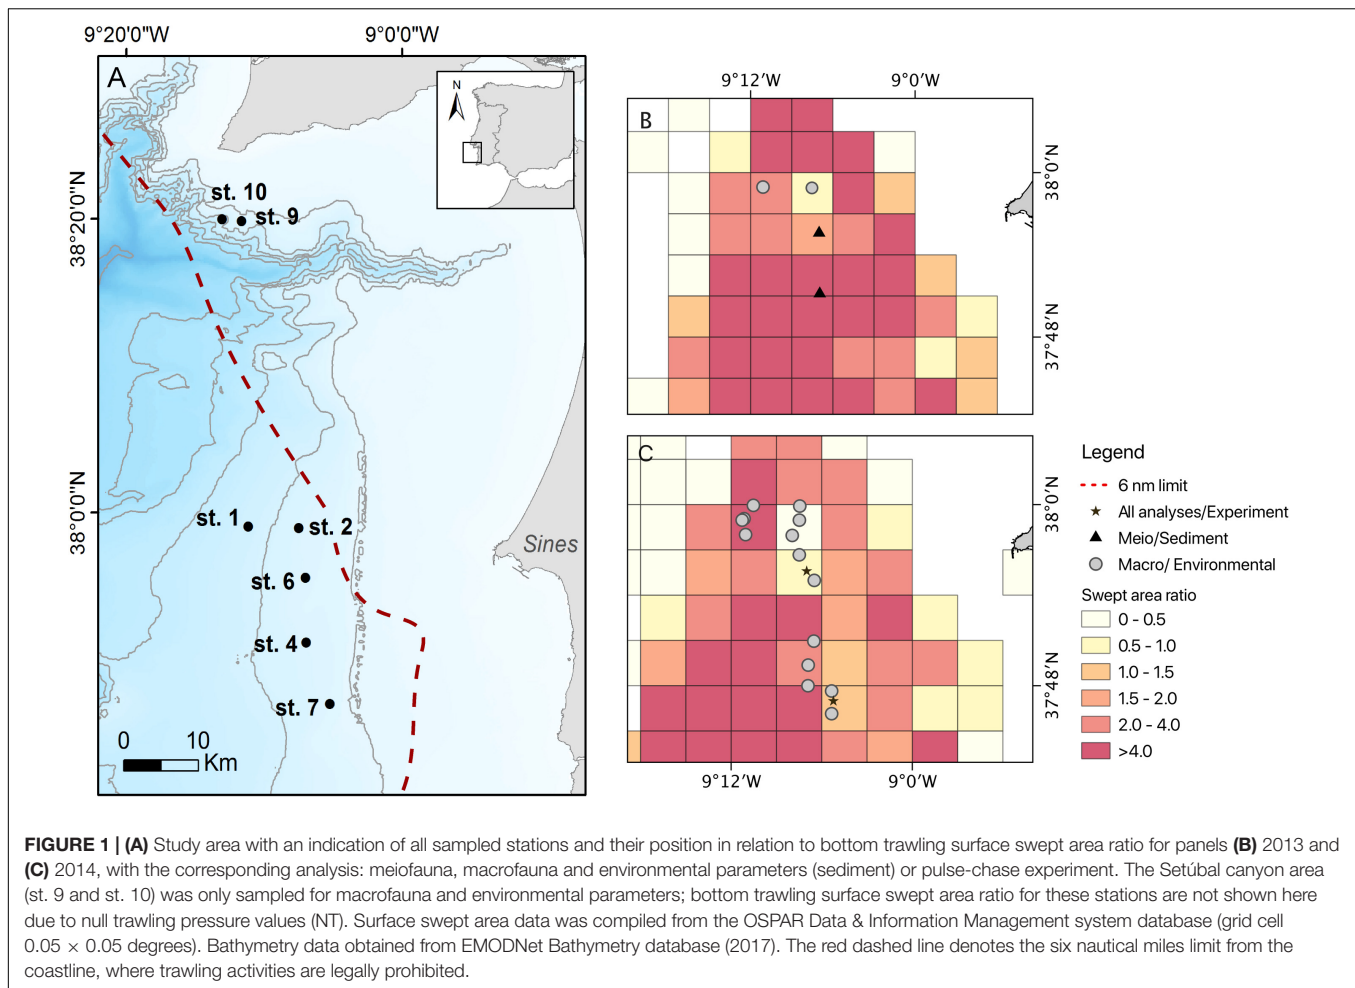 9°20'0"W
9°0'0"W
A
N
38°20'0"N
st. 10
st. 9
38°0'0"N
st. 1
st. 2
st. 6
st. 4
st. 7
Sines
0 10
Km
9°12'W 9°0'W
B
38°0'N
37°48'N
C
38°0'N
37°48'N
9°12'W 9°0'W
Legend
6 nm limit
All analyses/Experiment
Meio/Sediment
Macro/ Environmental
Swept area ratio
0 - 0.5
0.5 - 1.0
1.0 - 1.5
1.5 - 2.0
2.0 - 4.0
>4.0
FIGURE 1 | (A) Study area with an indication of all sampled stations and their position in relation to bottom trawling surface swept area ratio for panels (B) 2013 and
(C) 2014, with the corresponding analysis: meiofauna, macrofauna and environmental parameters (sediment) or pulse-chase experiment. The Setúbal canyon area
(st. 9 and st. 10) was only sampled for macrofauna and environmental parameters; bottom trawling surface swept area ratio for these stations are not shown here
due to null trawling pressure values (NT). Surface swept area data was compiled from the OSPAR Data & Information Management system database (grid cell
0.05 × 0.05 degrees). Bathymetry data obtained from EMODNet Bathymetry database (2017). The red dashed line denotes the six nautical miles limit from the
coastline, where trawling activities are legally prohibited.